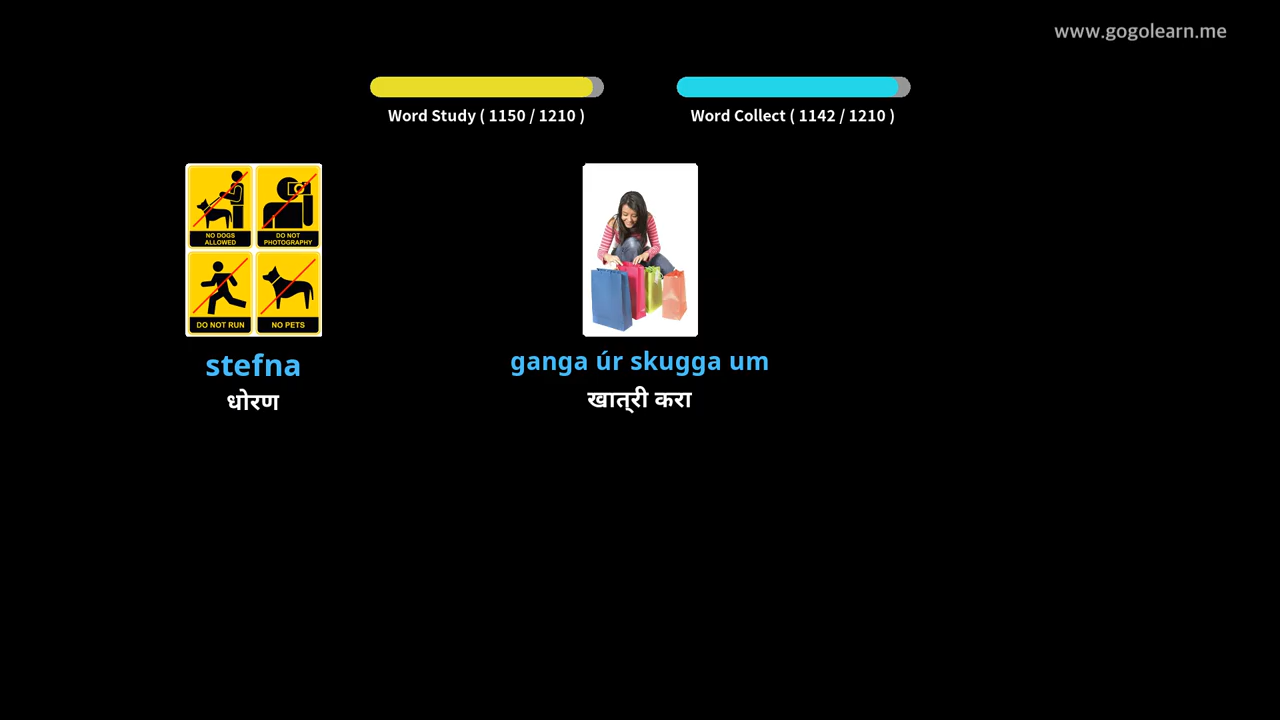 www.gogolearn.me
Word Study ( 1150 / 1210 )
Word Collect ( 1142 / 1210 )
NO DOGS
ALLOWED
DO NOT
PHOTOGRAPHY
DO NOT RUN
NO PETS
stefna
ganga úr skugga um
धोरण
खात्री करा